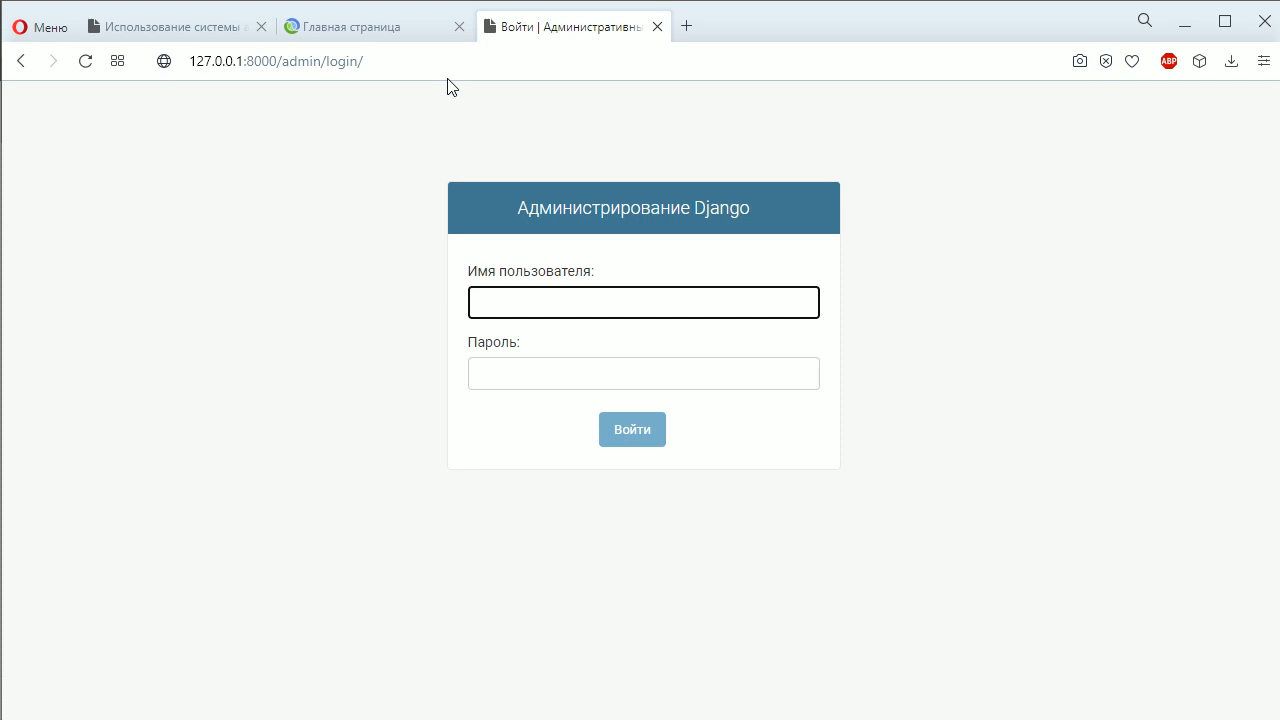 Меню
Использование системы
Главная страница
Войти | Административн
127.0.0.1:8000/admin/login/
ABP
Администрирование Django
Имя пользователя:
Пароль:
Войти